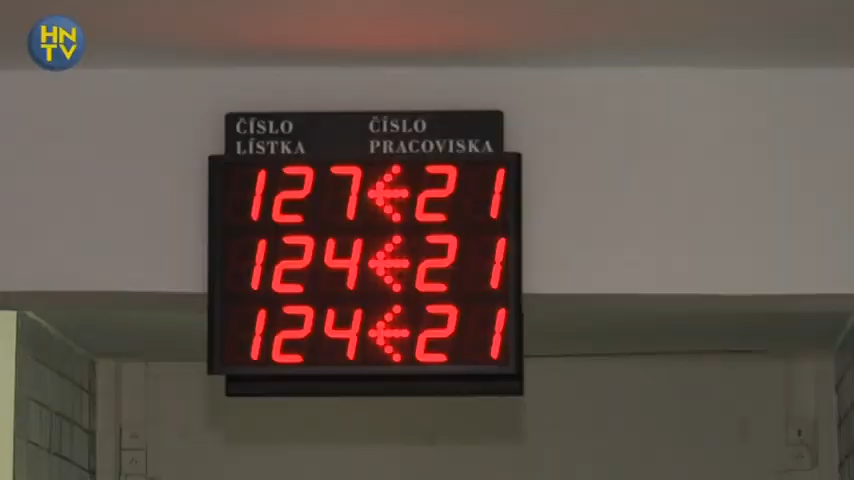 HN
TV
ČÍSLO LÍSTKA
ČÍSLO PRACOVISKA
127 ← 21
124 ← 21
124 ← 21